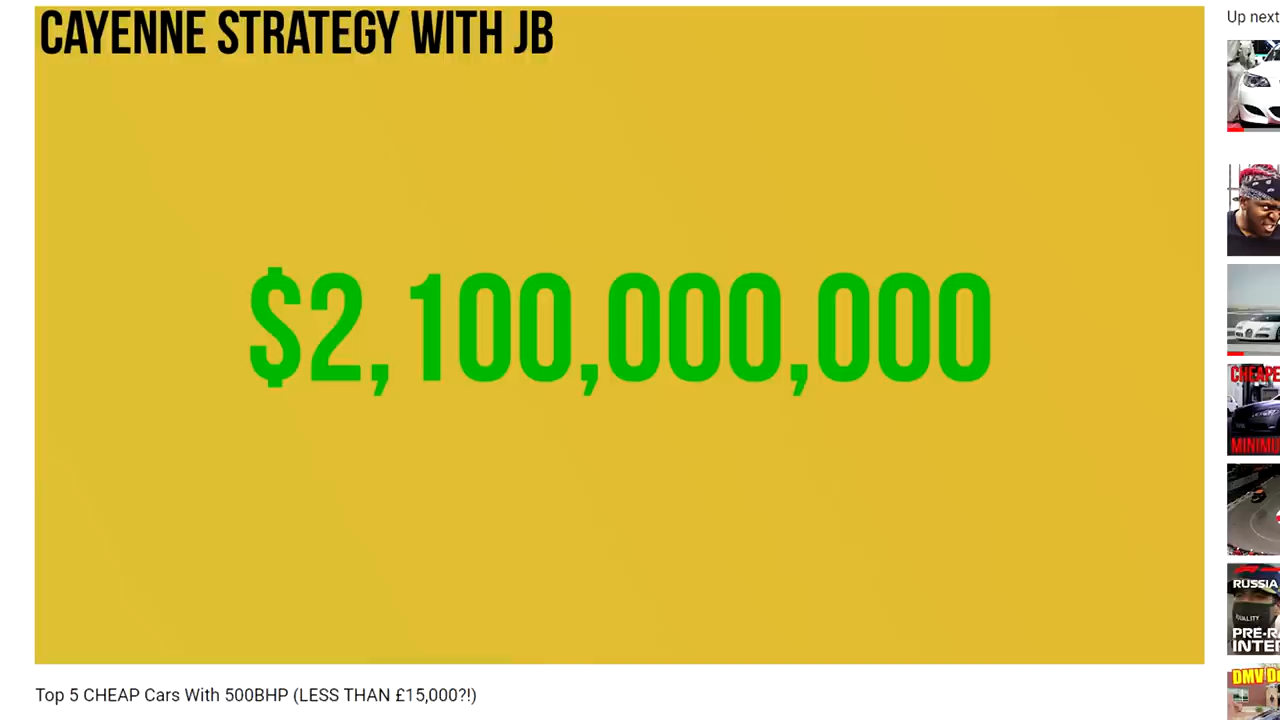 CAYENNE STRATEGY WITH JB
$2,100,000,000
Top 5 CHEAP Cars With 500BHP (LESS THAN £15,000?!)
Up next
RUSSIA